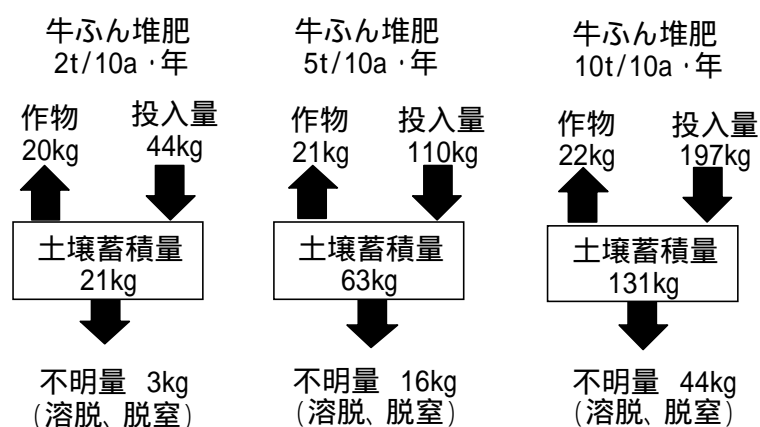 牛ふん堆肥
2t/10a・年
作物
20kg
投入量
44kg
土壌蓄積量
21kg
不明量 3kg
(溶脱、脱窒)
牛ふん堆肥
5t/10a・年
作物
21kg
投入量
110kg
土壌蓄積量
63kg
不明量 16kg
(溶脱、脱窒)
牛ふん堆肥
10t/10a・年
作物
22kg
投入量
197kg
土壌蓄積量
131kg
不明量 44kg
(溶脱、脱窒)